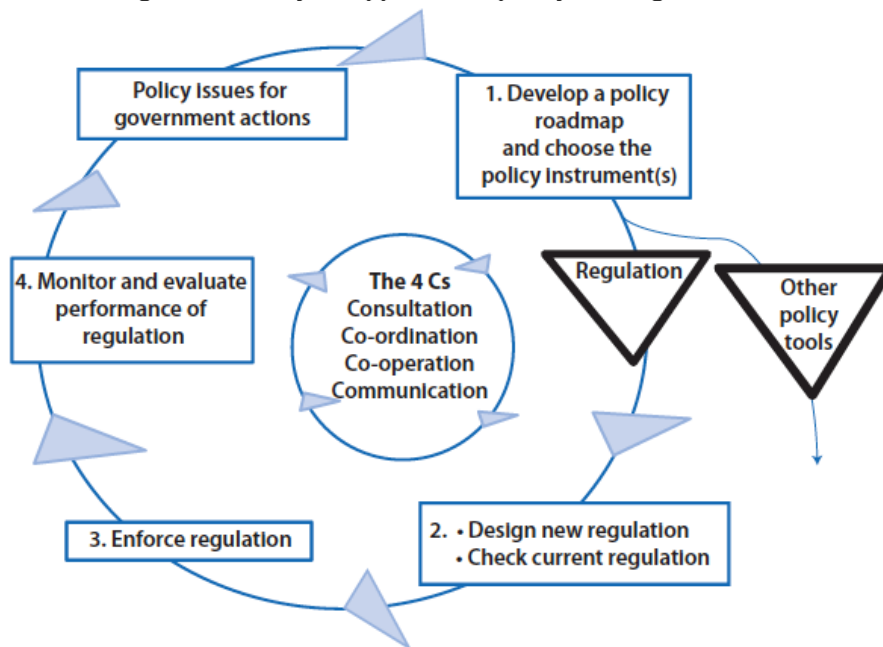 Policy issues for
government actions
1. Develop a policy
roadmap
and choose the
policy instrument(s)
Regulation
Other
policy
tools
2. • Design new regulation
• Check current regulation
3. Enforce regulation
4. Monitor and evaluate
performance of
regulation
The 4 Cs
Consultation
Co-ordination
Co-operation
Communication